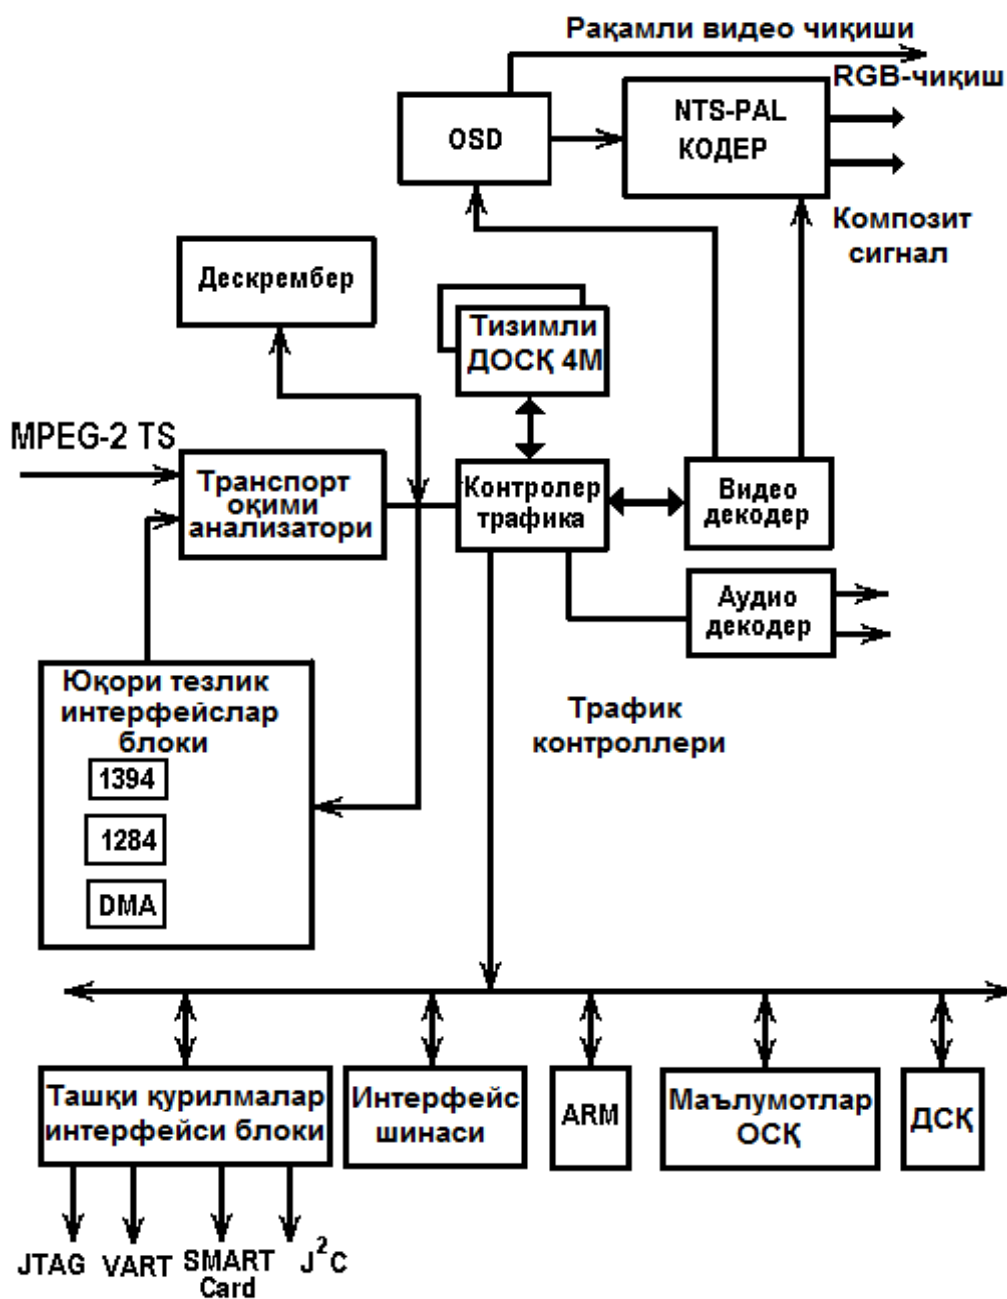 Рақамли видео чиқиши
RGB-чиқиш
OSD
NTS-PAL
КОДЕР
Композит
сигнал
Дескрембер
Тизимли
ДОСҚ 4М
MPEG-2 TS
Транспорт
оқими
анализатори
Контролер
трафика
Видео
декодер
Аудио
декодер
Юқори тезлик
интерфейслар
блоки
1394
1284
DMA
Трафик
контроллери
Ташқи қурилмалар
интерфейси блоки
Интерфейс
шинаси
ARM
Маълумотлар
ОСҚ
ДСҚ
JTAG
VART
SMART
Card
J²C